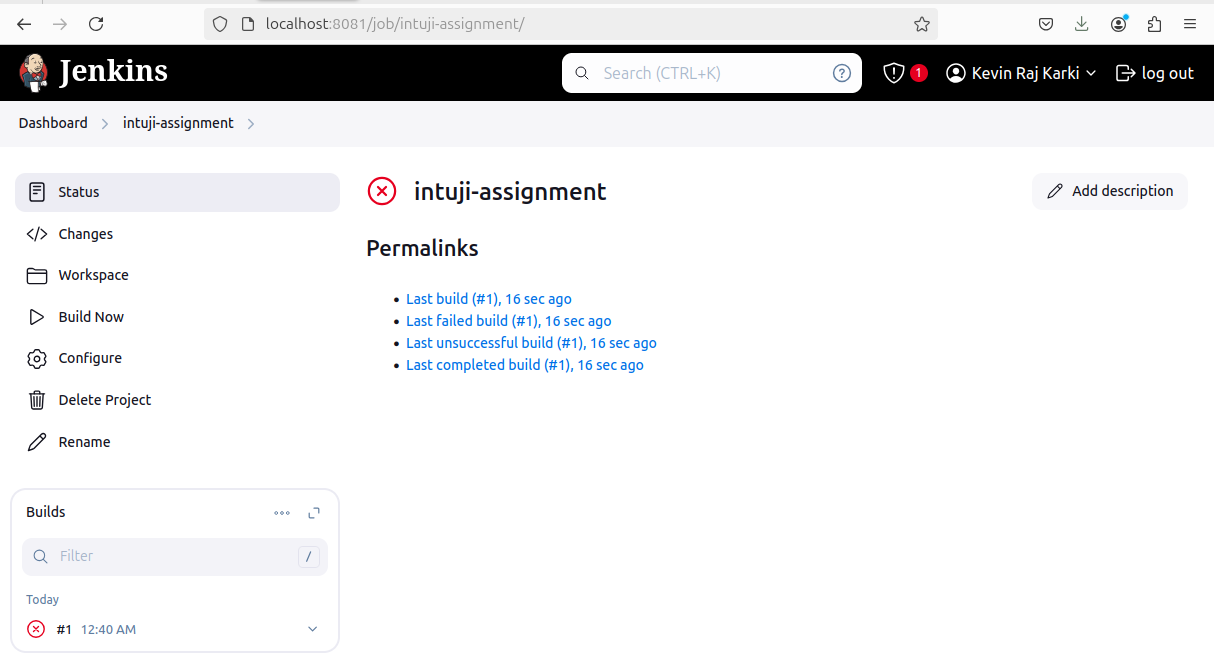 localhost:8081/job/intuji-assignment/
Jenkins
Search (CTRL+K)
?
1
Kevin Raj Karki
log out
Dashboard
intuji-assignment
Status
Changes
Workspace
Build Now
Configure
Delete Project
Rename
intuji-assignment
Add description
Permalinks
Last build (#1), 16 sec ago
Last failed build (#1), 16 sec ago
Last unsuccessful build (#1), 16 sec ago
Last completed build (#1), 16 sec ago
Builds
Filter /
Today
#1 12:40 AM